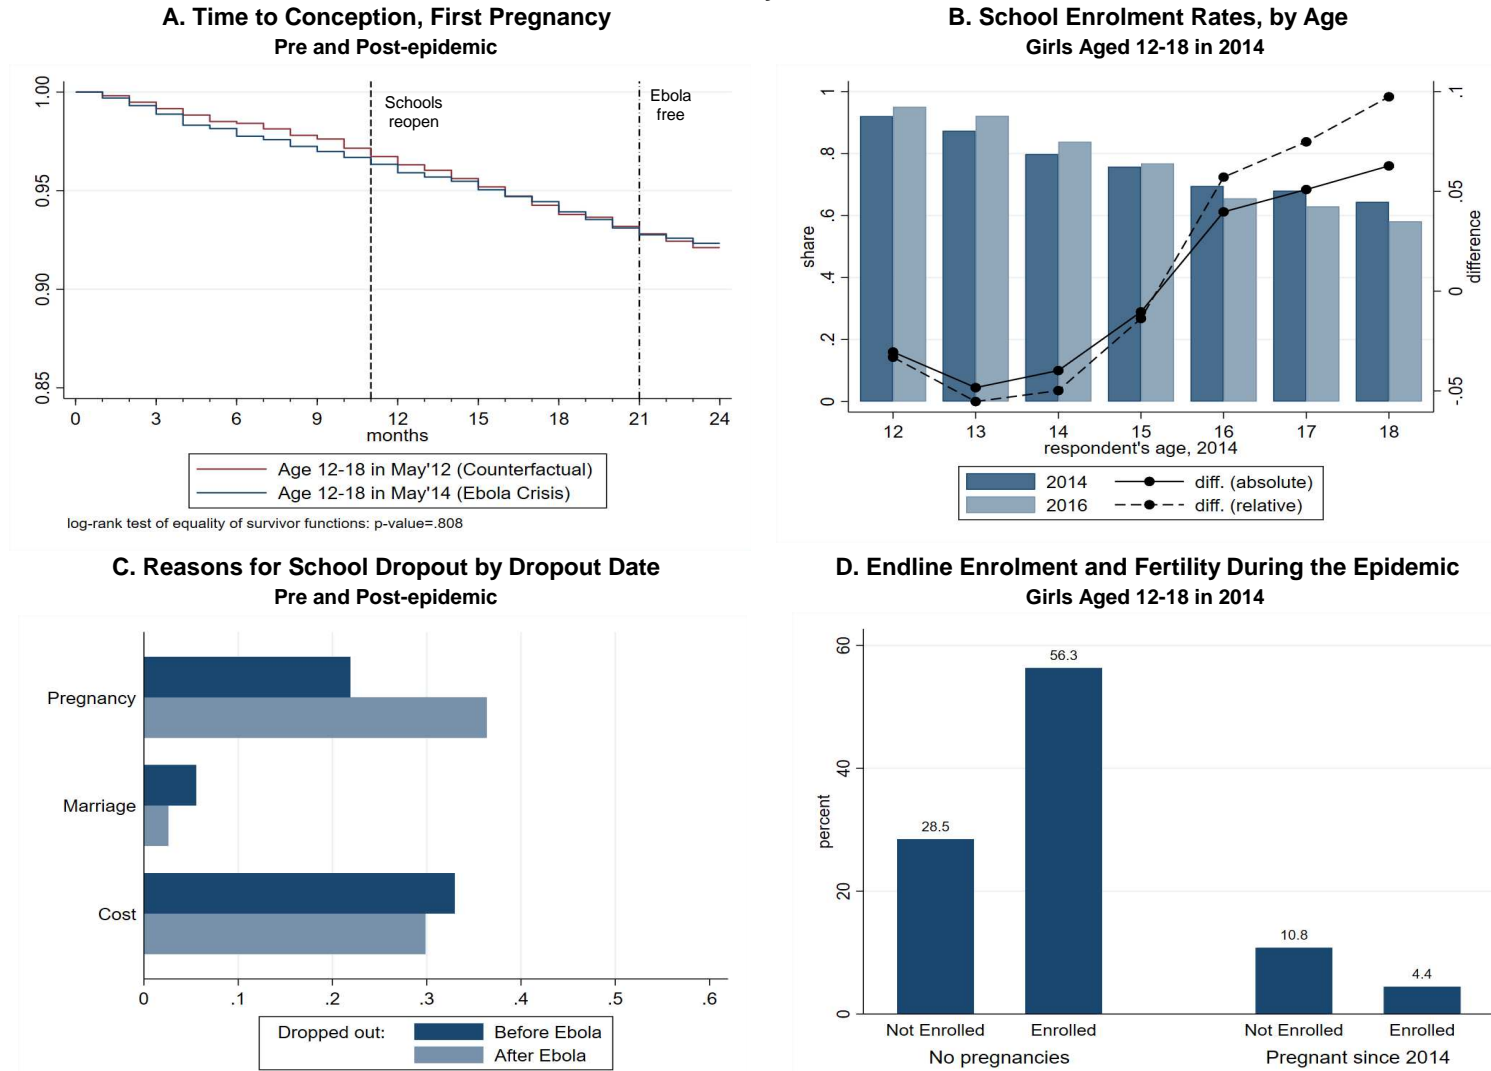 A. Time to Conception, First Pregnancy
Pre and Post-epidemic
1.00
0.95
0.90
0.85
Schools
reopen
Ebola
free
0 3 6 9 12 15 18 21 24
months
Age 12-18 in May'12 (Counterfactual)
Age 12-18 in May'14 (Ebola Crisis)
log-rank test of equality of survivor functions: p-value=.808
B. School Enrolment Rates, by Age
Girls Aged 12-18 in 2014
share
1
.8
.6
.4
.2
0
.1
.05
0
-.05
difference
12 13 14 15 16 17 18
respondent's age, 2014
2014 diff. (absolute)
2016 diff. (relative)
C. Reasons for School Dropout by Dropout Date
Pre and Post-epidemic
Pregnancy
Marriage
Cost
0 .1 .2 .3 .4 .5 .6
Dropped out: Before Ebola
After Ebola
D. Endline Enrolment and Fertility During the Epidemic
Girls Aged 12-18 in 2014
percent
60
40
20
0
28.5
56.3
10.8
4.4
Not Enrolled Enrolled Not Enrolled Enrolled
No pregnancies Pregnant since 2014